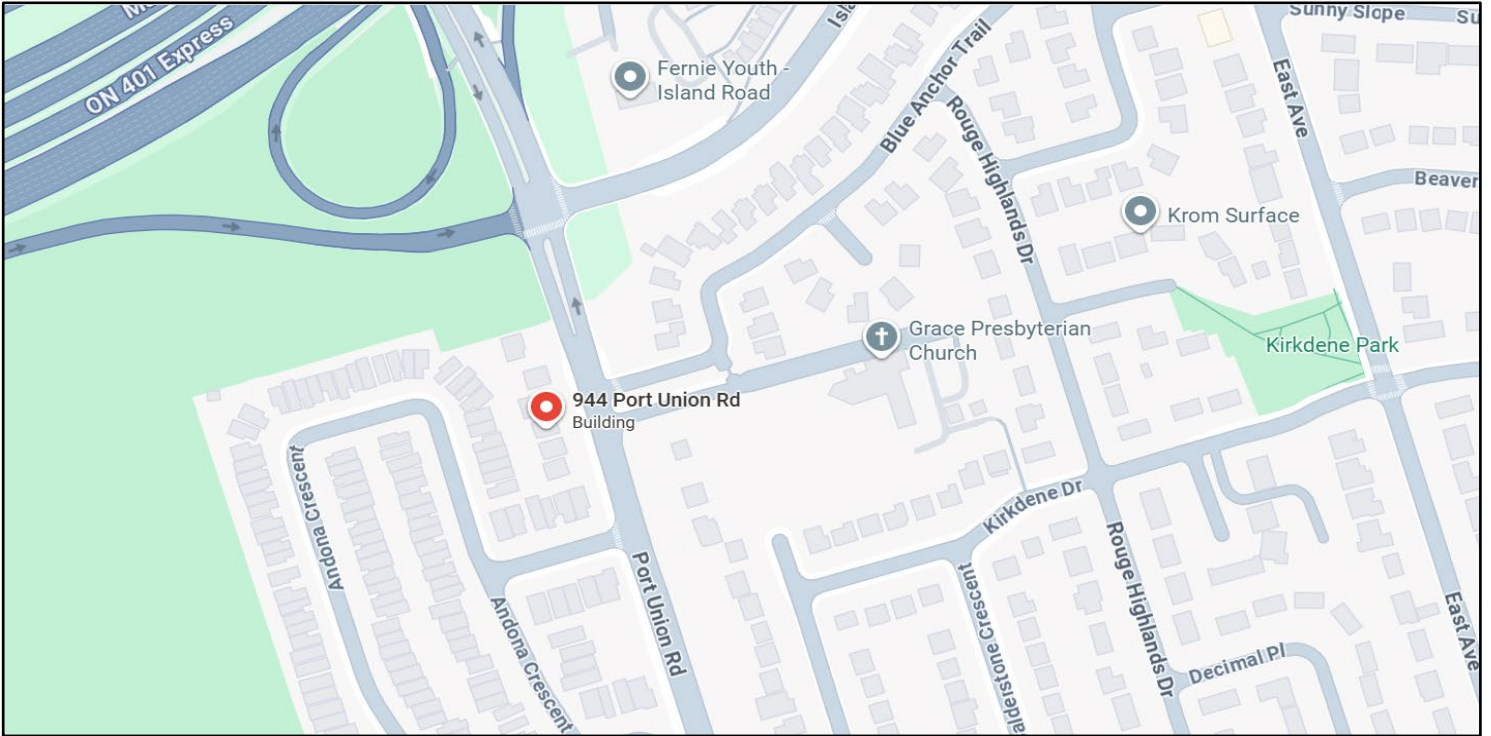 ON 401 Express
Fernie Youth -
Island Road
Blue Anchor Trail
Sunny Slope
East Ave
Rouge Highlands Dr
Krom Surface
Grace Presbyterian
Church
Kirkdene Park
944 Port Union Rd
Building
Andona Crescent
Kirkdene Dr
Port Union Rd
Andona Crescent
Rouge Highlands Dr
East Ave
Decimal Pl